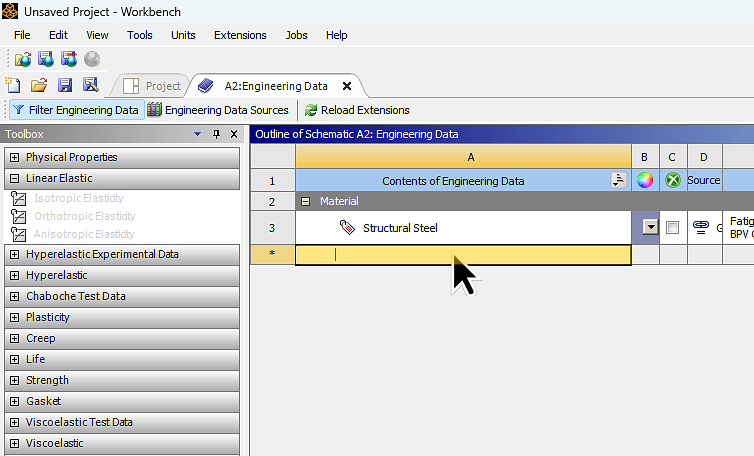 Unsaved Project - Workbench
File Edit View Tools Units Extensions Jobs Help
Project A2:Engineering Data
Filter Engineering Data Engineering Data Sources Reload Extensions
Toolbox
Physical Properties
Linear Elastic
Isotropic Elasticity
Orthotropic Elasticity
Anisotropic Elasticity
Hyperelastic Experimental Data
Hyperelastic
Chaboche Test Data
Plasticity
Creep
Life
Strength
Gasket
Viscoelastic Test Data
Viscoelastic
Outline of Schematic A2: Engineering Data
A B C D
1 Contents of Engineering Data Source
2 Material
3 Structural Steel G Fatig
BPV C
*